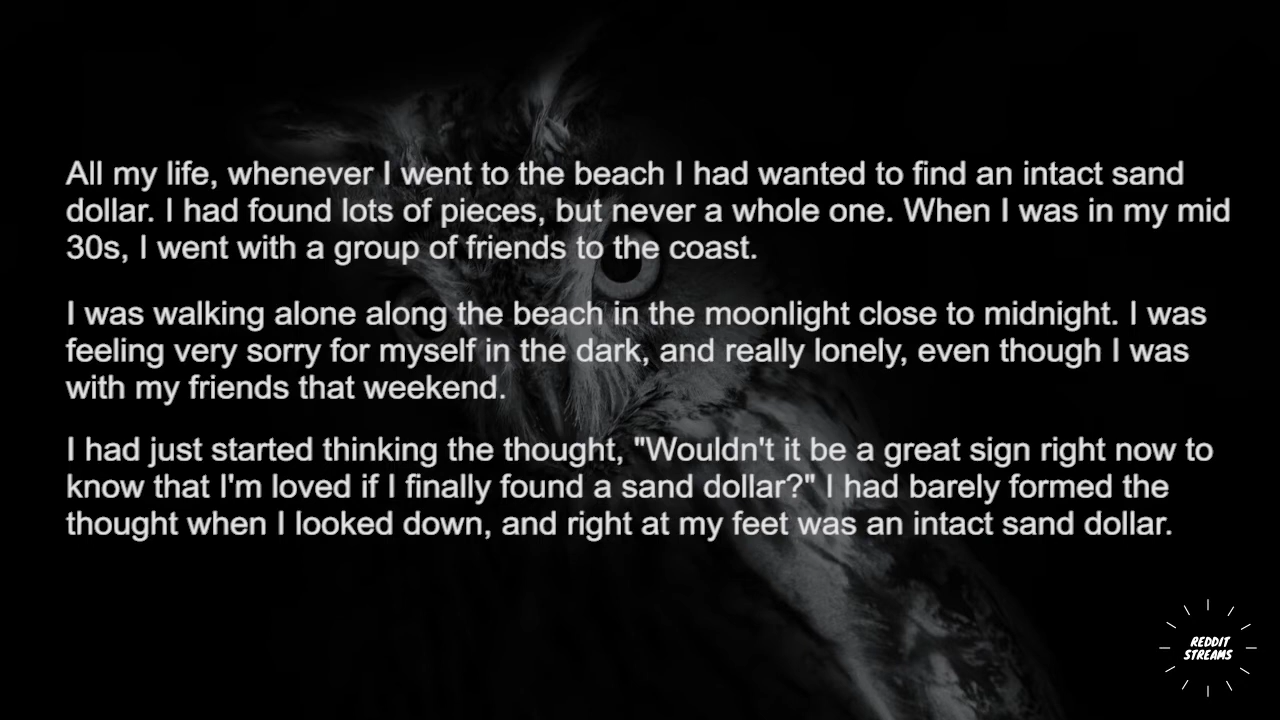 All my life, whenever I went to the beach I had wanted to find an intact sand
dollar. I had found lots of pieces, but never a whole one. When I was in my mid
30s, I went with a group of friends to the coast.
I was walking alone along the beach in the moonlight close to midnight. I was
feeling very sorry for myself in the dark, and really lonely, even though I was
with my friends that weekend.
I had just started thinking the thought, "Wouldn't it be a great sign right now to
know that I'm loved if I finally found a sand dollar?" I had barely formed the
thought when I looked down, and right at my feet was an intact sand dollar.
REDDIT
STREAMS